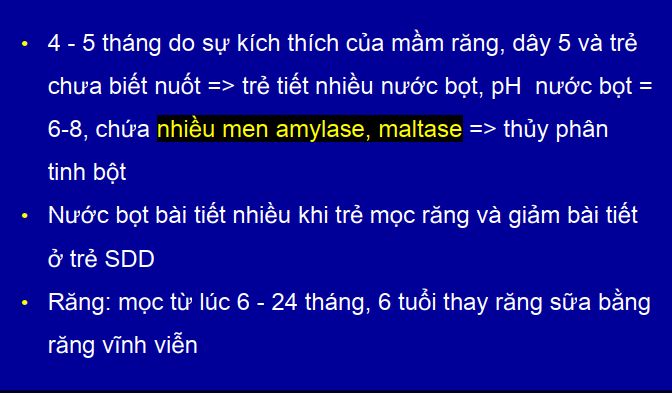 • 4 - 5 tháng do sự kích thích của mầm răng, dây 5 và trẻ
chưa biết nuốt => trẻ tiết nhiều nước bọt, pH nước bọt =
6-8, chứa nhiều men amylase, maltase => thủy phân
tinh bột
• Nước bọt bài tiết nhiều khi trẻ mọc răng và giảm bài tiết
ở trẻ SDD
• Răng: mọc từ lúc 6 - 24 tháng, 6 tuổi thay răng sữa bằng
răng vĩnh viễn